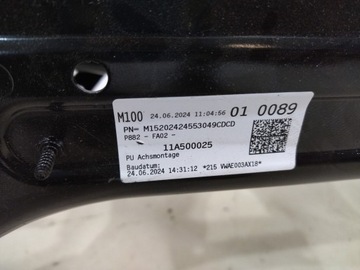 M100 24.06.2024 11:04:56 01 0089
PN= M15202424553049CDCD
P882 - FA02 -
11A500025
PU Achsmontage
Baudatum:
24.06.2024 14:31:12 *215 VWAE003AX18*